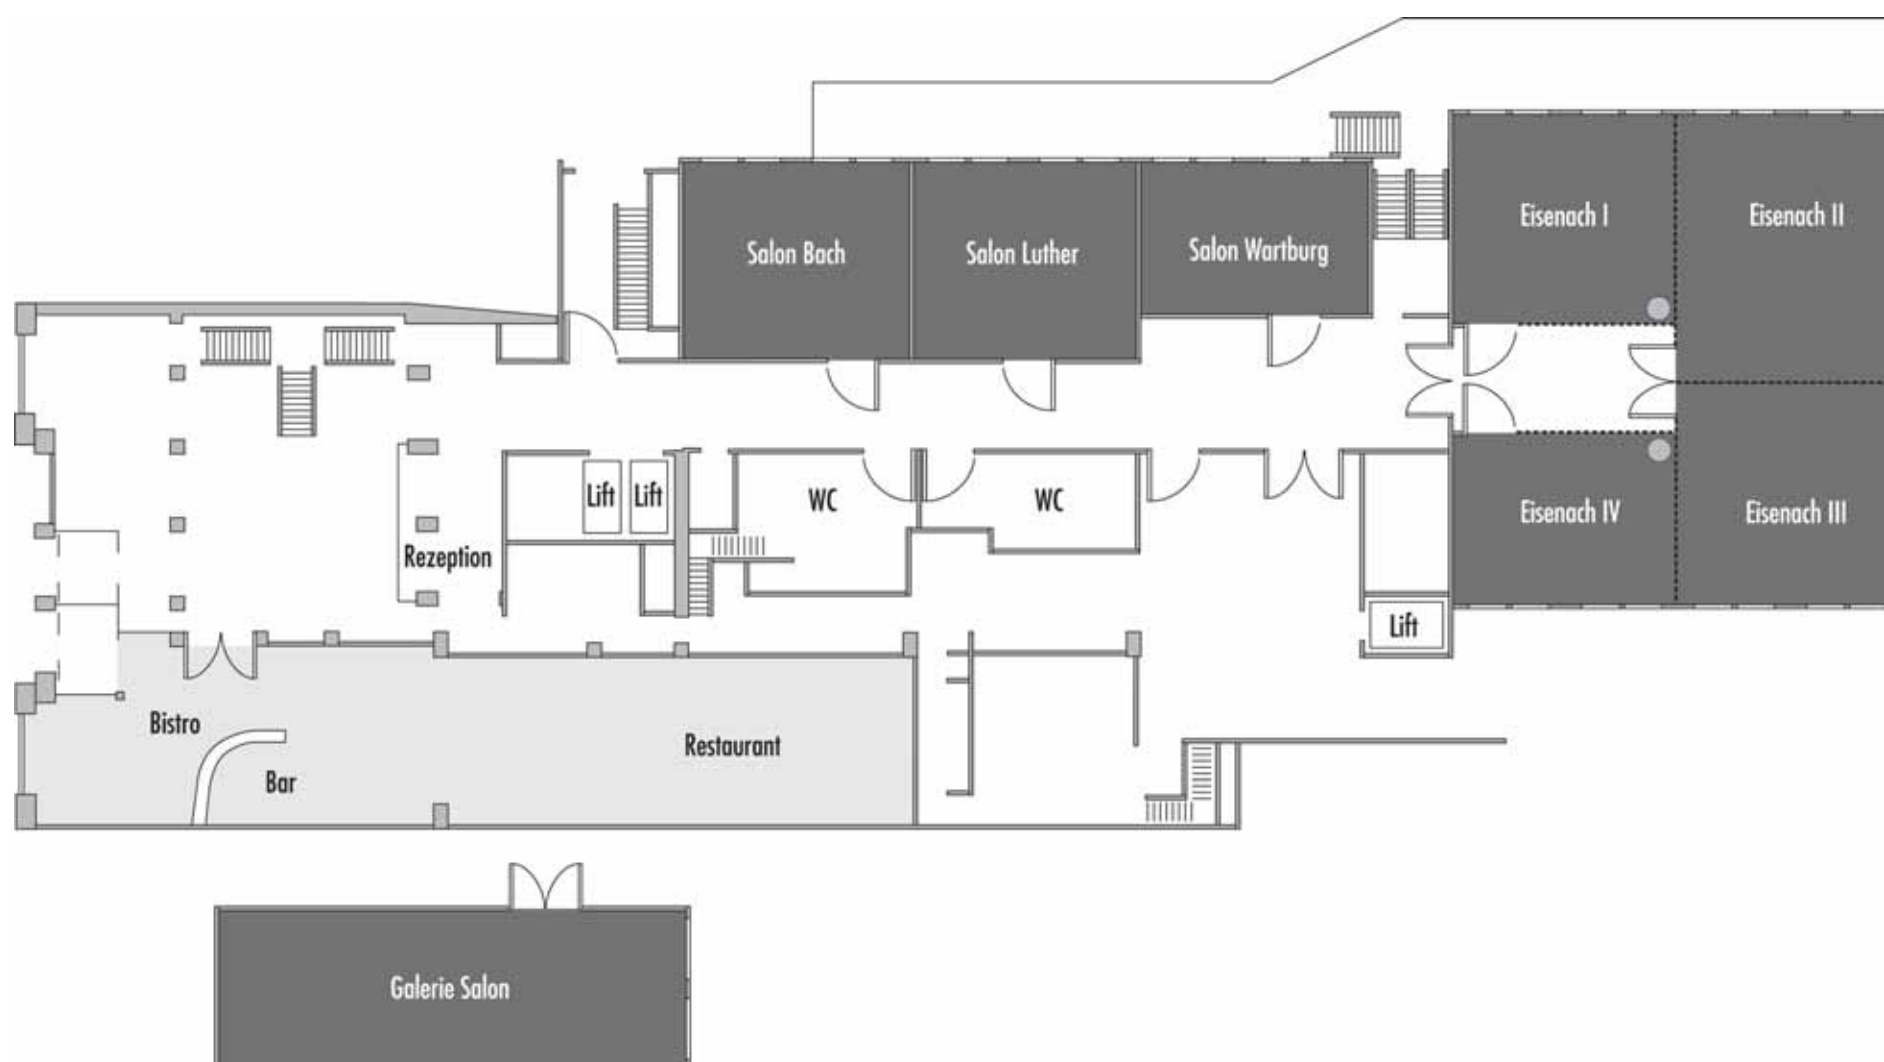 Eisenach I
Eisenach II
Salon Bach
Salon Luther
Salon Wartburg
Lift
Lift
WC
WC
Eisenach IV
Eisenach III
Rezeption
Lift
Bistro
Restaurant
Bar
Galerie Salon